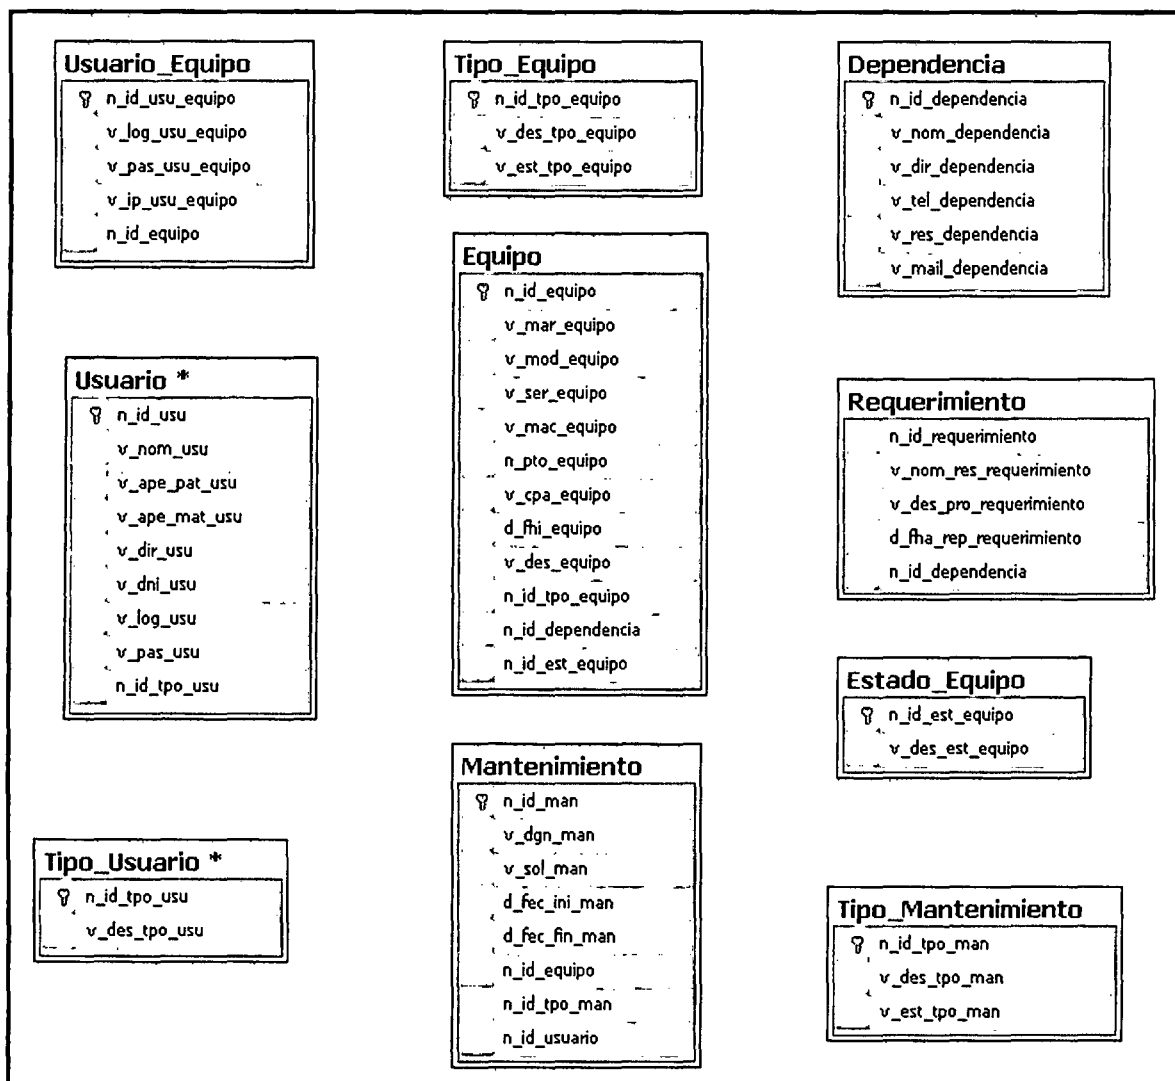 Usuario_Equipo
n_id_usu_equipo
v_log_usu_equipo
v_pas_usu_equipo
v_ip_usu_equipo
n_id_equipo
Usuario *
n_id_usu
v_nom_usu
v_ape_pat_usu
v_ape_mat_usu
v_dir_usu
v_dni_usu
v_log_usu
v_pas_usu
n_id_tpo_usu
Tipo_Usuario *
n_id_tpo_usu
v_des_tpo_usu
Tipo_Equipo
n_id_tpo_equipo
v_des_tpo_equipo
v_est_tpo_equipo
Equipo
n_id_equipo
v_mar_equipo
v_mod_equipo
v_ser_equipo
v_mac_equipo
n_pto_equipo
v_cpa_equipo
d_fhi_equipo
v_des_equipo
n_id_tpo_equipo
n_id_dependencia
n_id_est_equipo
Mantenimiento
n_id_man
v_dgn_man
v_sol_man
d_fec_ini_man
d_fec_fin_man
n_id_equipo
n_id_tpo_man
n_id_usuario
Dependencia
n_id_dependencia
v_nom_dependencia
v_dir_dependencia
v_tel_dependencia
v_res_dependencia
v_mail_dependencia
Requerimiento
n_id_requerimiento
v_nom_res_requerimiento
v_des_pro_requerimiento
d_fha_rep_requerimiento
n_id_dependencia
Estado_Equipo
n_id_est_equipo
v_des_est_equipo
Tipo_Mantenimiento
n_id_tpo_man
v_des_tpo_man
v_est_tpo_man